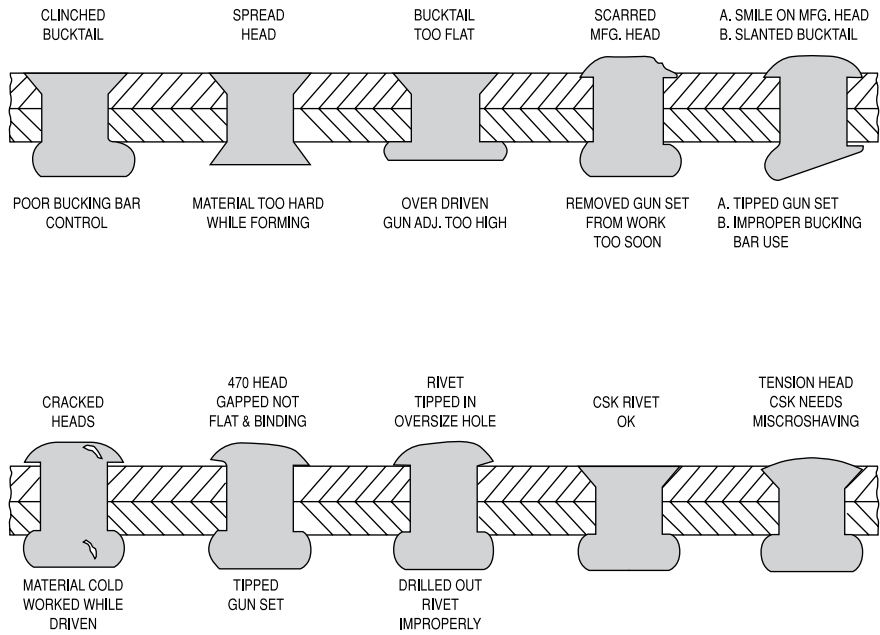 CLINCHED
BUCKTAIL
SPREAD
HEAD
BUCKTAIL
TOO FLAT
SCARRED
MFG. HEAD
A. SMILE ON MFG. HEAD
B. SLANTED BUCKTAIL
POOR BUCKING BAR
CONTROL
MATERIAL TOO HARD
WHILE FORMING
OVER DRIVEN
GUN ADJ. TOO HIGH
REMOVED GUN SET
FROM WORK
TOO SOON
A. TIPPED GUN SET
B. IMPROPER BUCKING
BAR USE
CRACKED
HEADS
470 HEAD
GAPPED NOT
FLAT & BINDING
RIVET
TIPPED IN
OVERSIZE HOLE
CSK RIVET
OK
TENSION HEAD
CSK NEEDS
MISCROSHAVING
MATERIAL COLD
WORKED WHILE
DRIVEN
TIPPED
GUN SET
DRILLED OUT
RIVET
IMPROPERLY